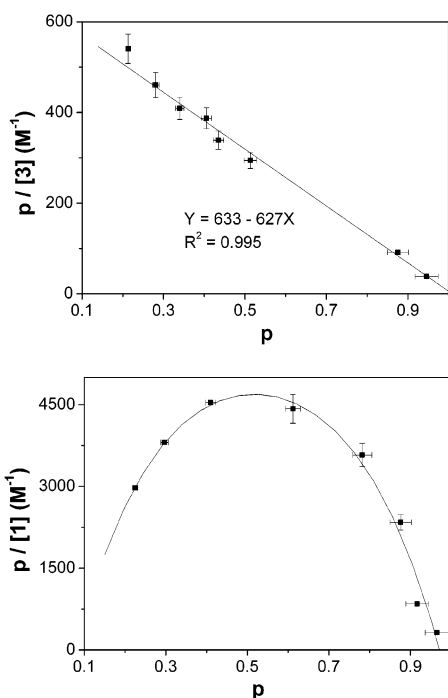 600
400
200
0
p / [3] (M⁻¹)
Y = 633 - 627X
R² = 0.995
0.1 0.3 0.5 0.7 0.9
p
4500
3000
1500
0
p / [1] (M⁻¹)
0.1 0.3 0.5 0.7 0.9
p